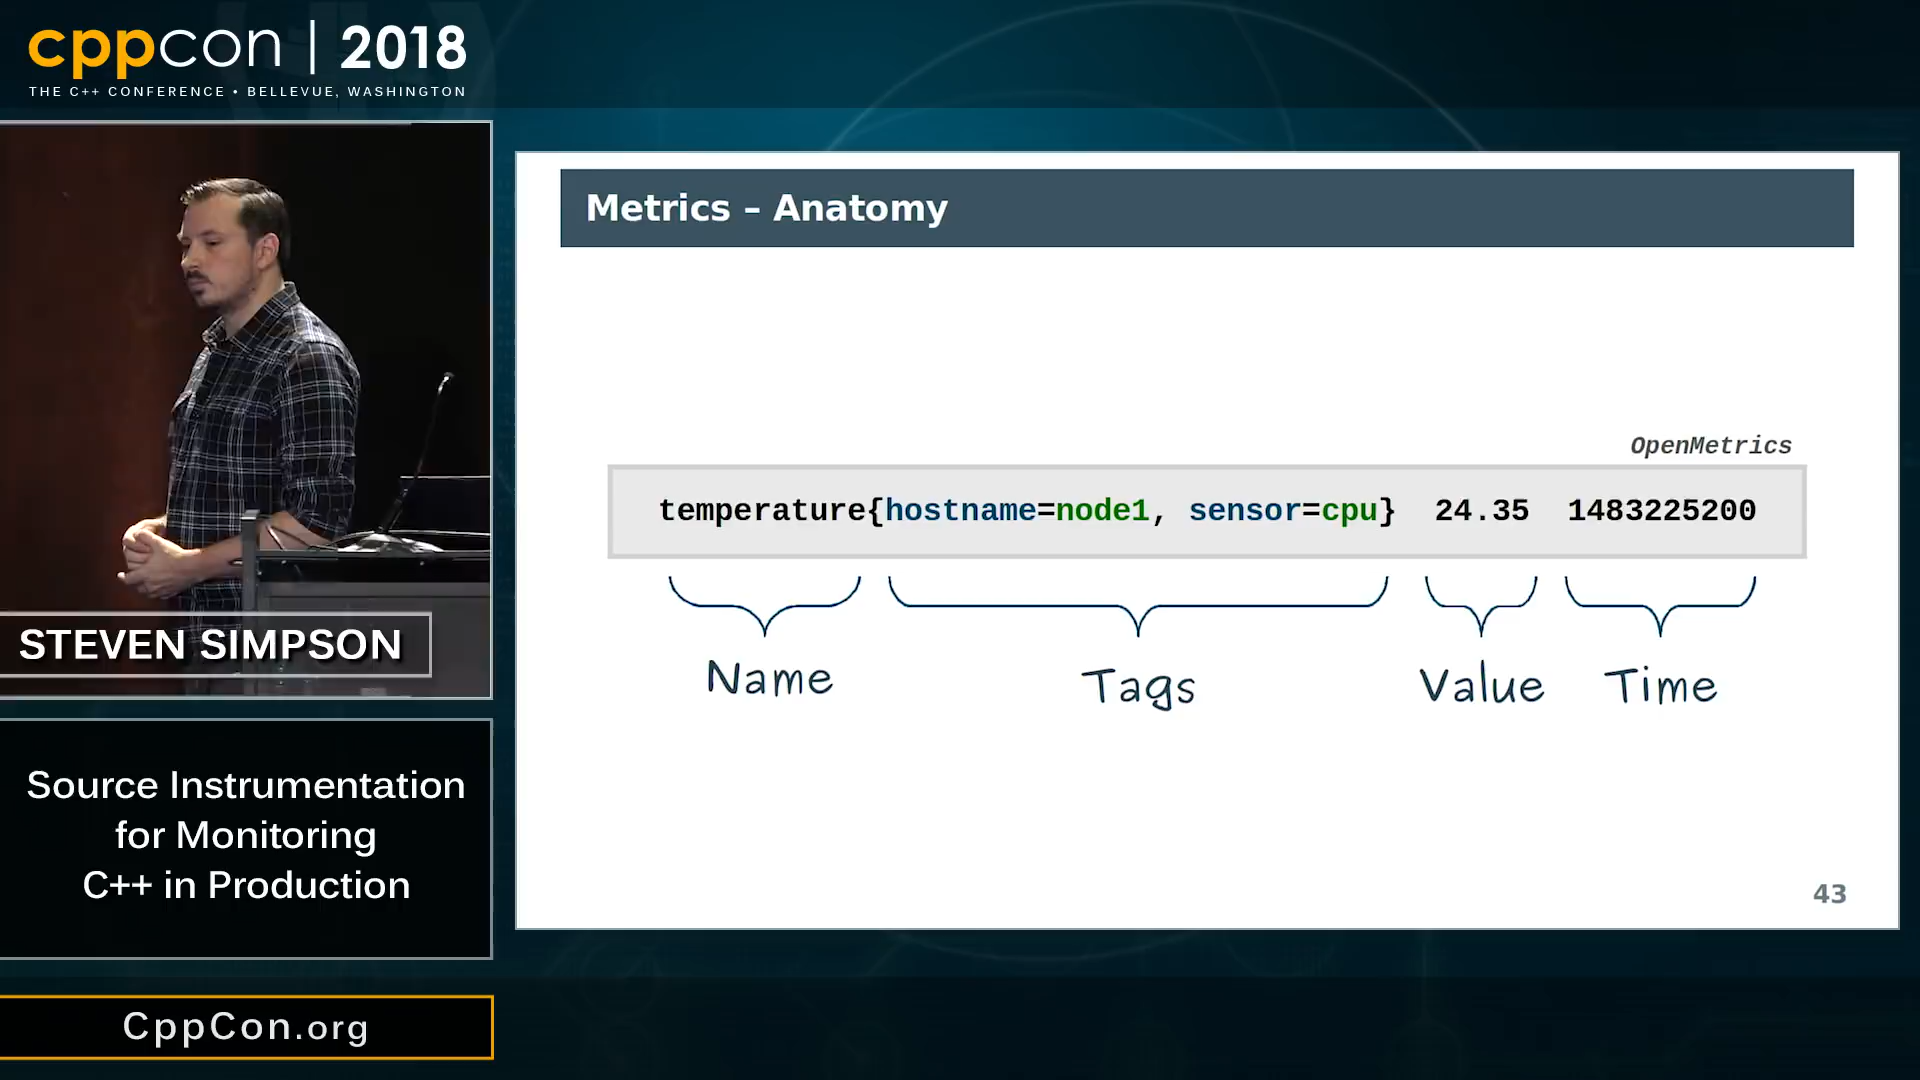 cppcon | 2018
THE C++ CONFERENCE • BELLEVUE, WASHINGTON
STEVEN SIMPSON
Source Instrumentation
for Monitoring
C++ in Production
CppCon.org
Metrics – Anatomy
OpenMetrics
temperature{hostname=node1, sensor=cpu} 24.35 1483225200
Name Tags Value Time
43